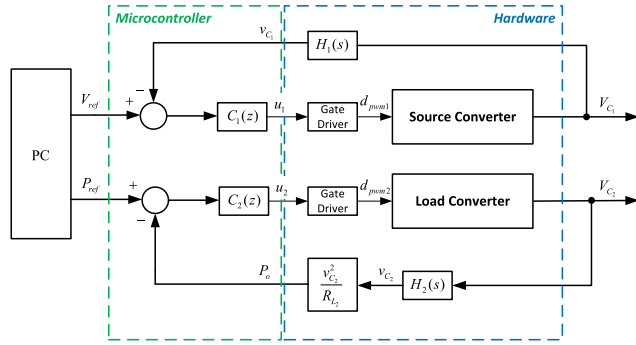 Microcontroller
Hardware
v_{C_1}
H_1(s)
V_{ref}
−
+
C_1(z)
u_1
Gate
Driver
d_{pwm1}
Source Converter
V_{C_1}
PC
P_{ref}
+
−
C_2(z)
u_2
Gate
Driver
d_{pwm2}
Load Converter
V_{C_2}
P_o
v_{C_2}^2
R_{L_2}
v_{C_2}
H_2(s)